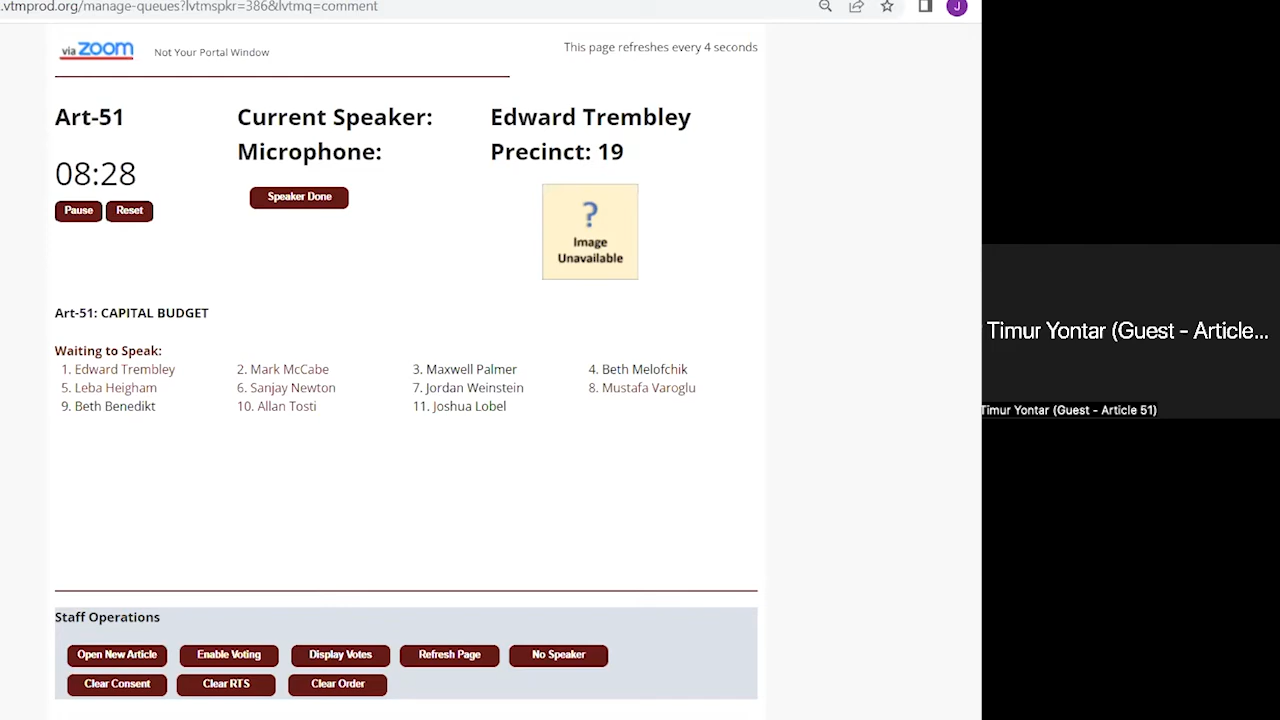 .vtmprod.org/manage-queues?lvtmspkr=386&lvtmq=comment
J
via zoom
Not Your Portal Window
This page refreshes every 4 seconds
Art-51
Current Speaker:
Edward Trembley
Microphone:
Precinct: 19
08:28
Pause
Reset
Speaker Done
?
Image
Unavailable
Art-51: CAPITAL BUDGET
Waiting to Speak:
1. Edward Trembley
2. Mark McCabe
3. Maxwell Palmer
4. Beth Melofchik
5. Leba Heigham
6. Sanjay Newton
7. Jordan Weinstein
8. Mustafa Varoglu
9. Beth Benedikt
10. Allan Tosti
11. Joshua Lobel
Timur Yontar (Guest - Article...
Timur Yontar (Guest - Article 51)
Staff Operations
Open New Article
Enable Voting
Display Votes
Refresh Page
No Speaker
Clear Consent
Clear RTS
Clear Order